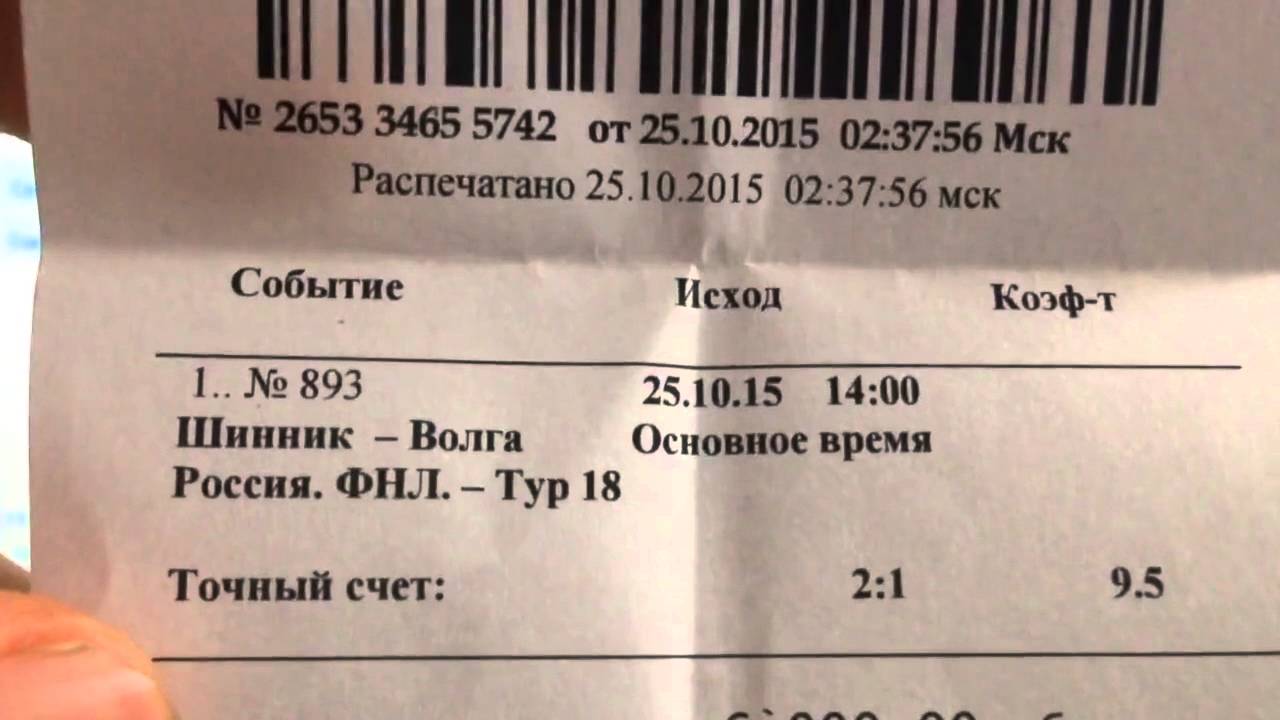 № 2653 3465 5742 от 25.10.2015 02:37:56 Мск
Распечатано 25.10.2015 02:37:56 мск
Событие Исход Коэф-т
1.. № 893 25.10.15 14:00
Шинник – Волга Основное время
Россия. ФНЛ. – Тур 18
Точный счет: 2:1 9.5